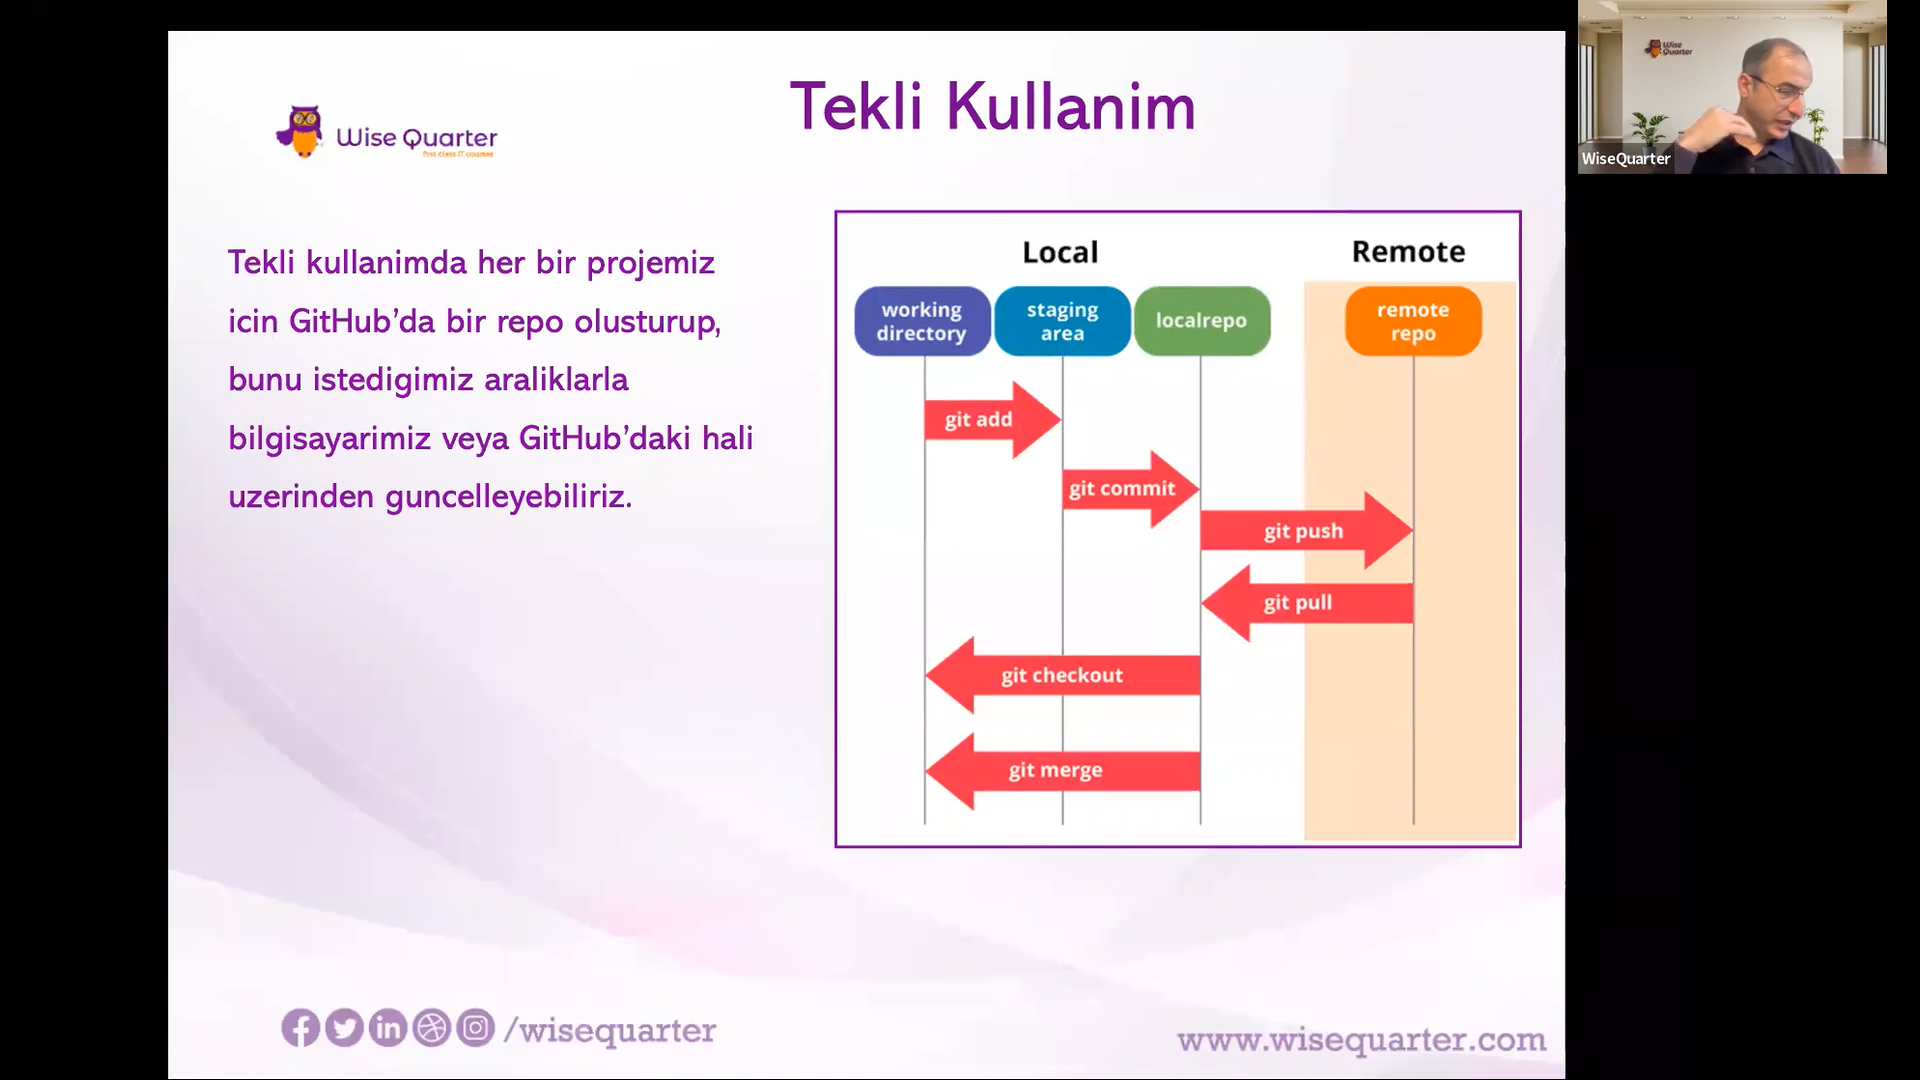 Tekli Kullanim
Wise Quarter
first class IT courses
Wise
Quarter
WiseQuarter
Tekli kullanimda her bir projemiz
icin GitHub’da bir repo olusturup,
bunu istedigimiz araliklarla
bilgisayarimiz veya GitHub’daki hali
uzerinden guncelleyebiliriz.
Local
Remote
working
directory
staging
area
localrepo
remote
repo
git add
git commit
git push
git pull
git checkout
git merge
/wisequarter
www.wisequarter.com